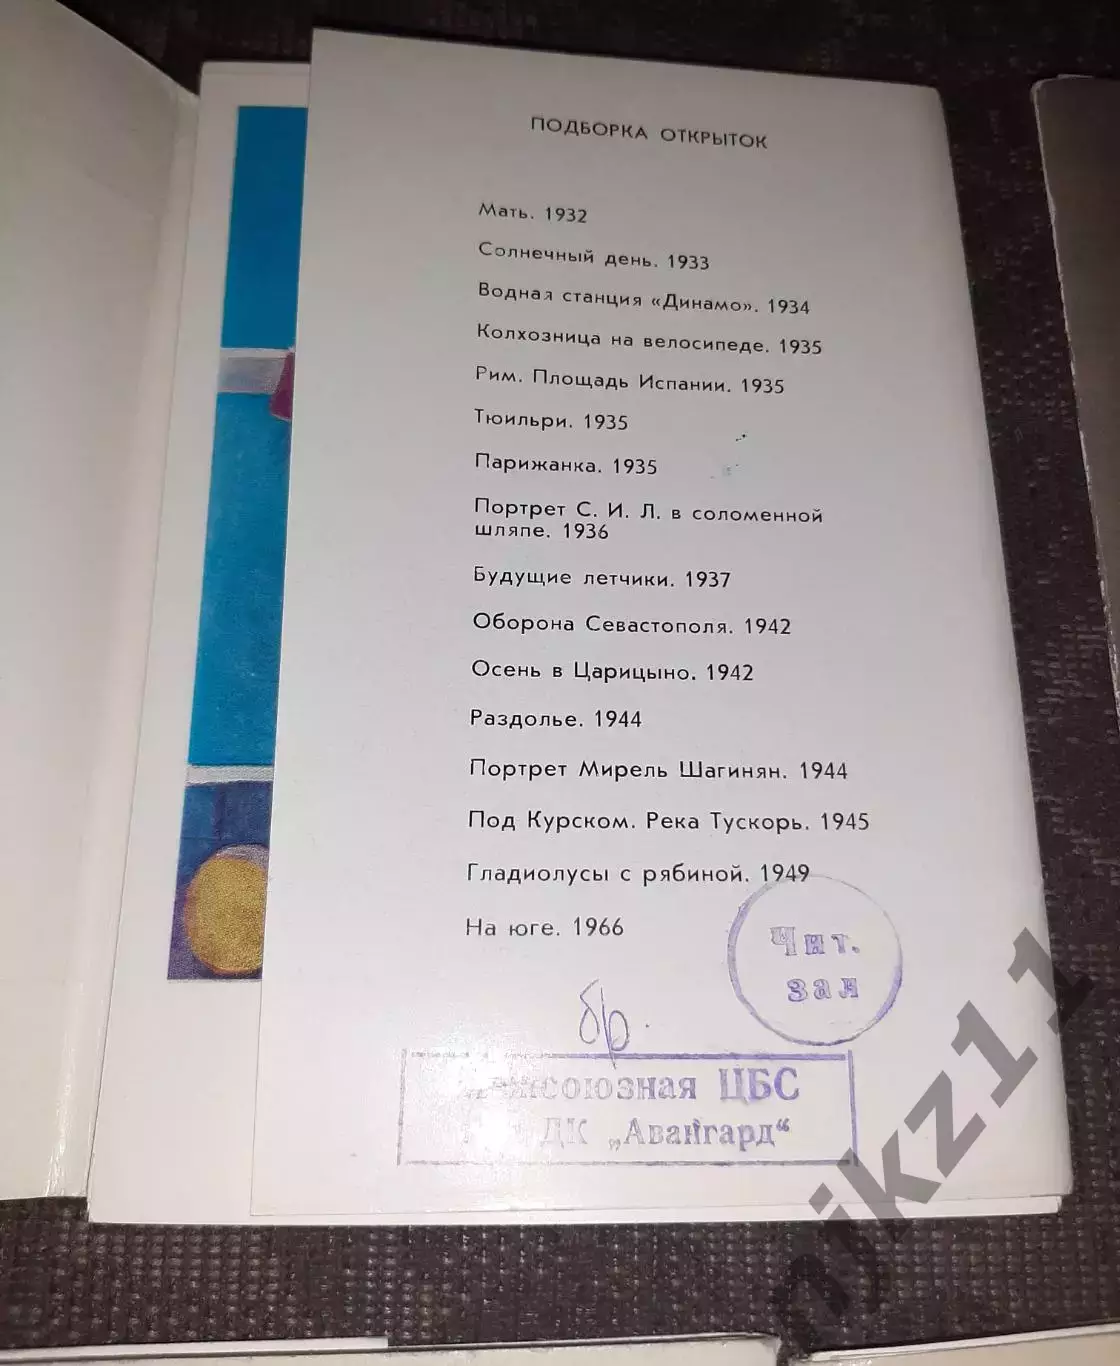 ПОДБОРКА ОТКРЫТОК
Мать. 1932
Солнечный день. 1933
Водная станция «Динамо». 1934
Колхозница на велосипеде. 1935
Рим. Площадь Испании. 1935
Тюильри. 1935
Парижанка. 1935
Портрет С. И. Л. в соломенной
шляпе. 1936
Будущие летчики. 1937
Оборона Севастополя. 1942
Осень в Царицыно. 1942
Раздолье. 1944
Портрет Мирель Шагинян. 1944
Под Курском. Река Тускорь. 1945
Гладиолусы с рябиной. 1949
На юге. 1966
Чит.
зал
бр.
ЦБС
ДК „Авангард“
njkz11